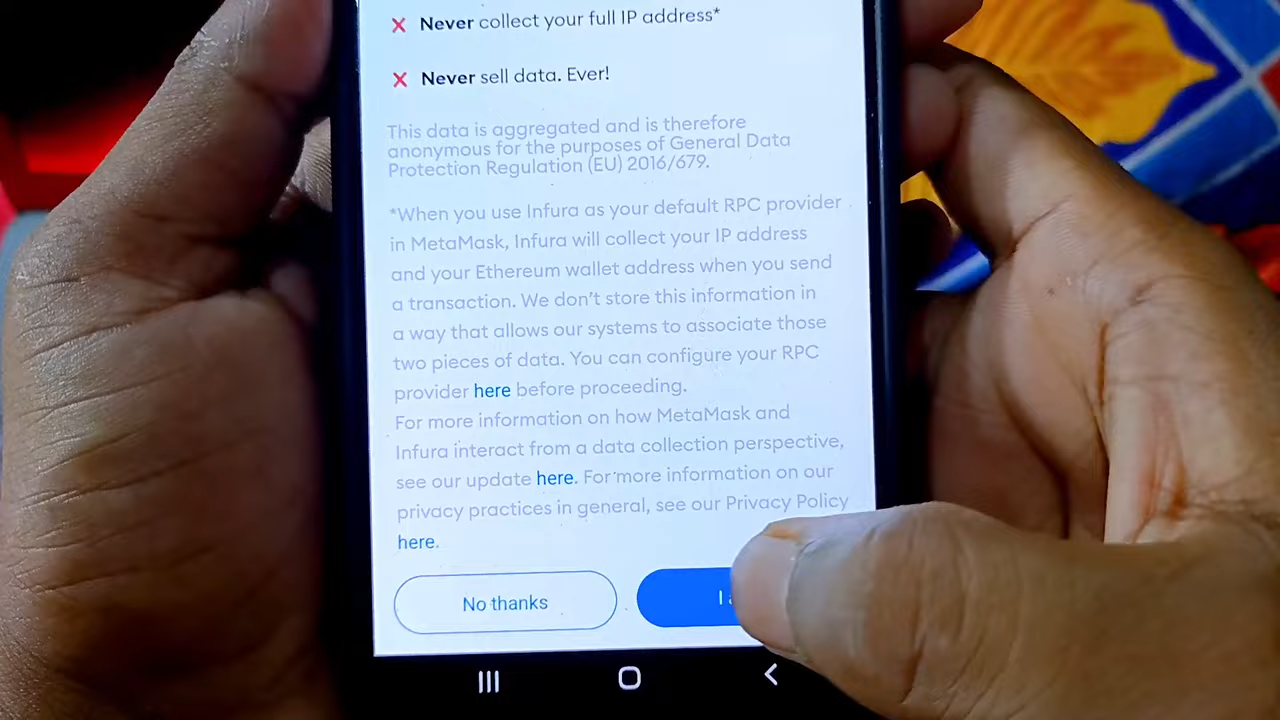 × Never collect your full IP address*
× Never sell data. Ever!
This data is aggregated and is therefore
anonymous for the purposes of General Data
Protection Regulation (EU) 2016/679.
*When you use Infura as your default RPC provider
in MetaMask, Infura will collect your IP address
and your Ethereum wallet address when you send
a transaction. We don't store this information in
a way that allows our systems to associate those
two pieces of data. You can configure your RPC
provider here before proceeding.
For more information on how MetaMask and
Infura interact from a data collection perspective,
see our update here. For more information on our
privacy practices in general, see our Privacy Policy
here.
No thanks
I